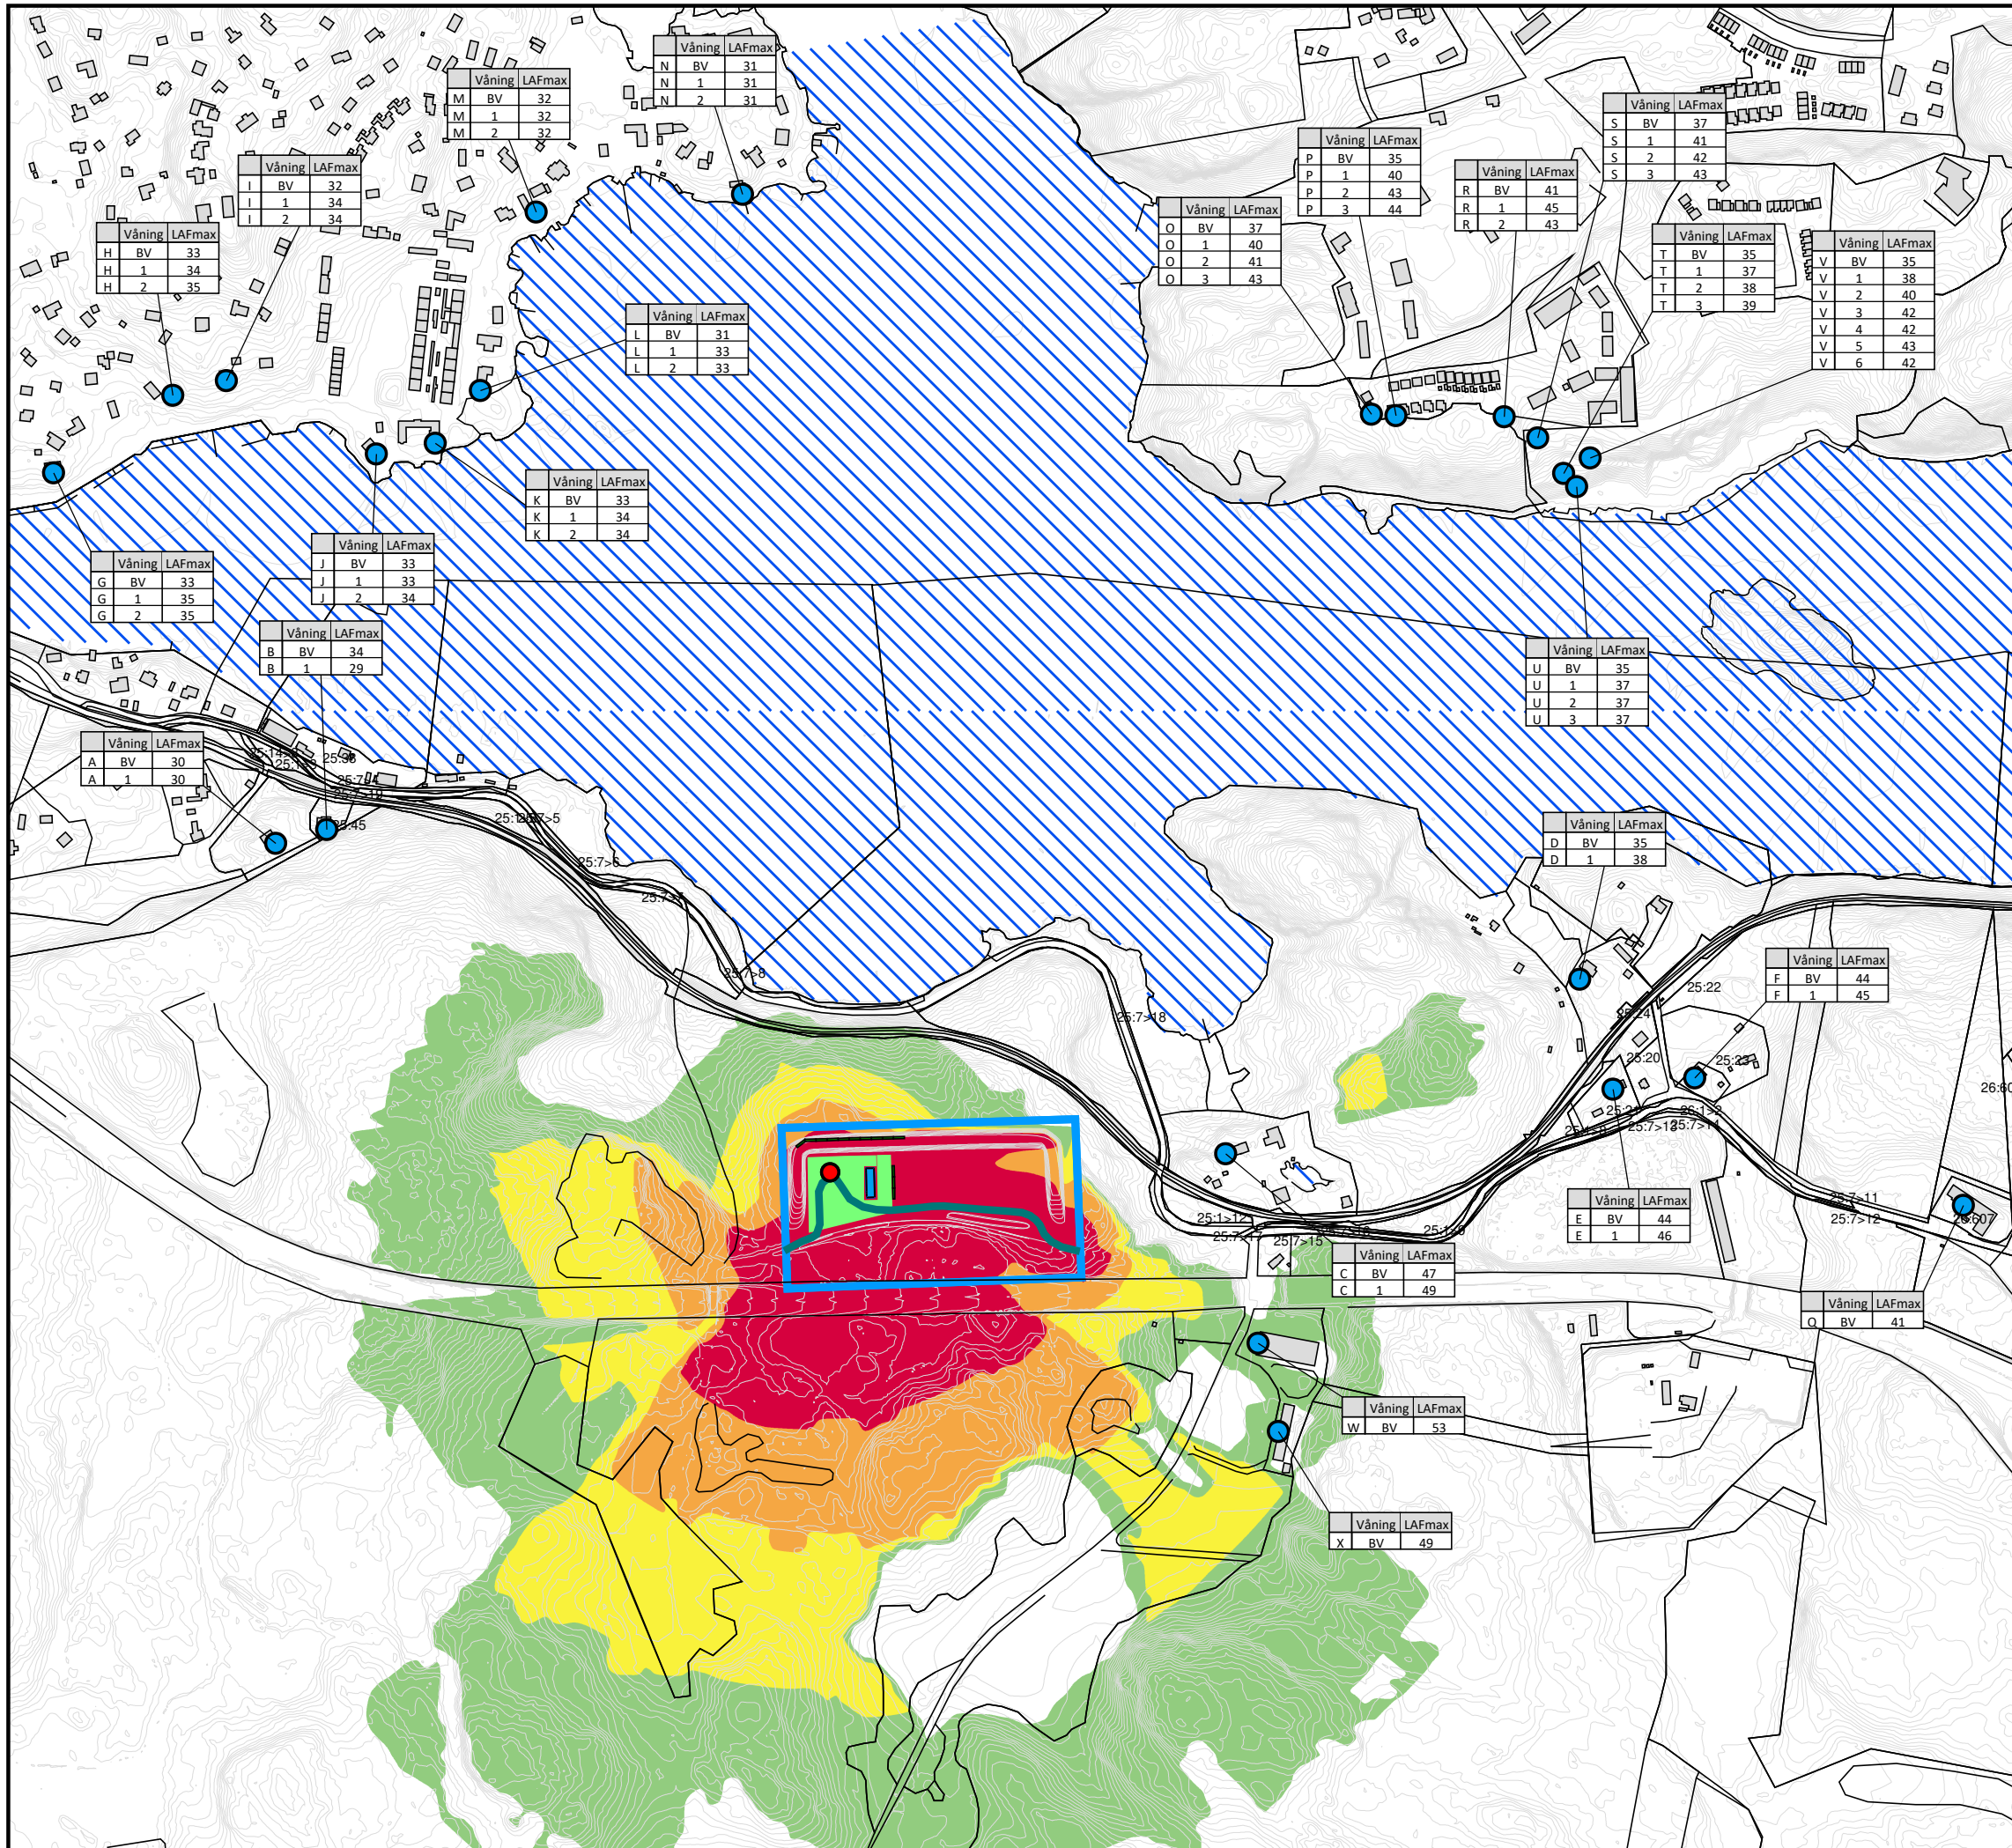 Våning LAFmax
N BV 31
N 1 31
N 2 31
Våning LAFmax
M BV 32
M 1 32
M 2 32
Våning LAFmax
S BV 37
S 1 41
S 2 42
S 3 43
Våning LAFmax
P BV 35
P 1 40
P 2 43
P 3 44
Våning LAFmax
I BV 32
I 1 34
I 2 34
Våning LAFmax
R BV 41
R 1 45
R 2 43
Våning LAFmax
O BV 37
O 1 40
O 2 41
O 3 43
Våning LAFmax
H BV 33
H 1 34
H 2 35
Våning LAFmax
T BV 35
T 1 37
T 2 38
T 3 39
Våning LAFmax
V BV 35
V 1 38
V 2 40
V 3 42
V 4 42
V 5 43
V 6 42
Våning LAFmax
L BV 31
L 1 33
L 2 33
Våning LAFmax
K BV 33
K 1 34
K 2 34
Våning LAFmax
J BV 33
J 1 33
J 2 34
Våning LAFmax
G BV 33
G 1 35
G 2 35
Våning LAFmax
B BV 34
B 1 29
Våning LAFmax
U BV 35
U 1 37
U 2 37
U 3 37
Våning LAFmax
A BV 30
A 1 30
25:7>6
25:7>8
Våning LAFmax
D BV 35
D 1 38
Våning LAFmax
F BV 44
F 1 45
25:22
25:24
25:7>18
25:20
25:23
26:1>2
25:7>13
25:7>11
25:7>12
26:607
25:1>12
25:7>15
Våning LAFmax
E BV 44
E 1 46
Våning LAFmax
C BV 47
C 1 49
Våning LAFmax
Q BV 41
Våning LAFmax
W BV 53
Våning LAFmax
X BV 49